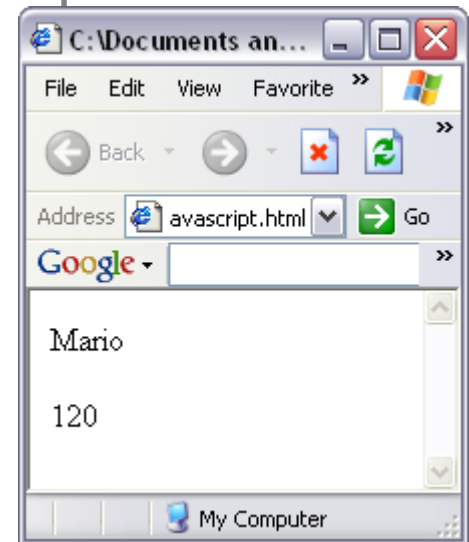 C:\Documents an...
File Edit View Favorite »
Back »
Address avascript.html Go
Google »
Mario
120
My Computer